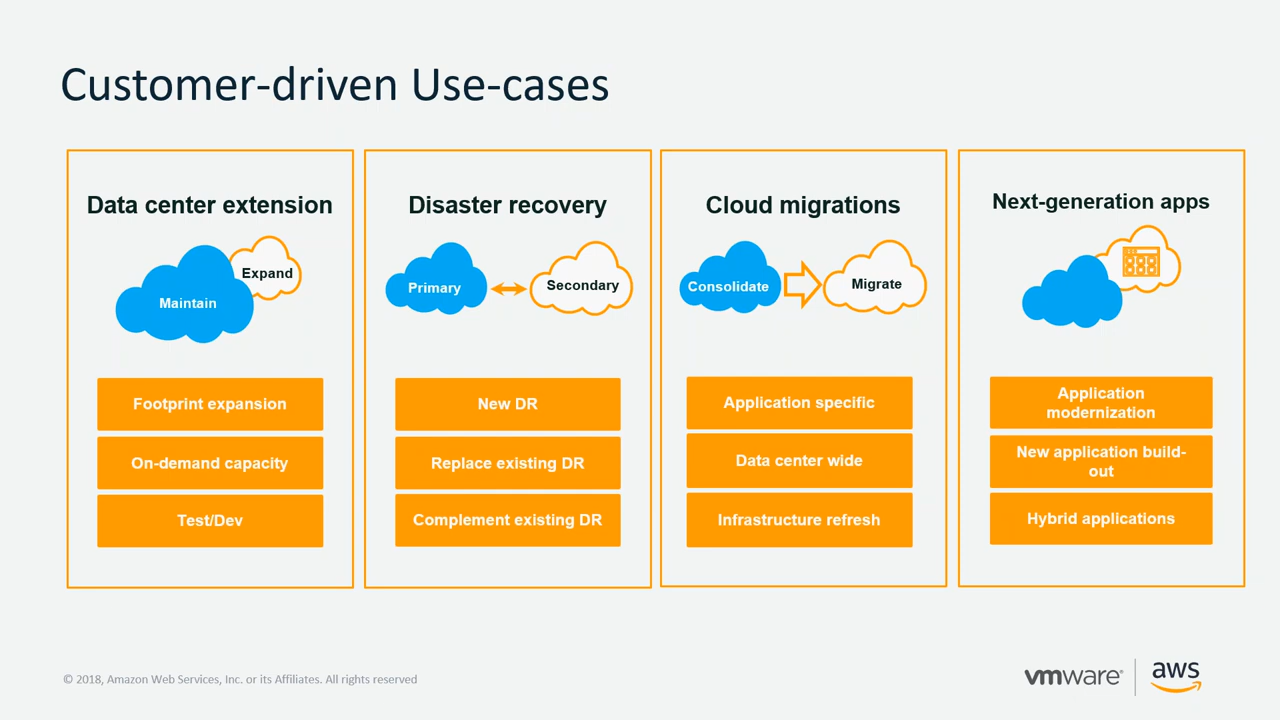 Customer-driven Use-cases
Data center extension
Expand
Maintain
Footprint expansion
On-demand capacity
Test/Dev
Disaster recovery
Primary
Secondary
New DR
Replace existing DR
Complement existing DR
Cloud migrations
Consolidate
Migrate
Application specific
Data center wide
Infrastructure refresh
Next-generation apps
Application
modernization
New application build-
out
Hybrid applications
© 2018, Amazon Web Services, Inc. or its Affiliates. All rights reserved
vmware®
aws